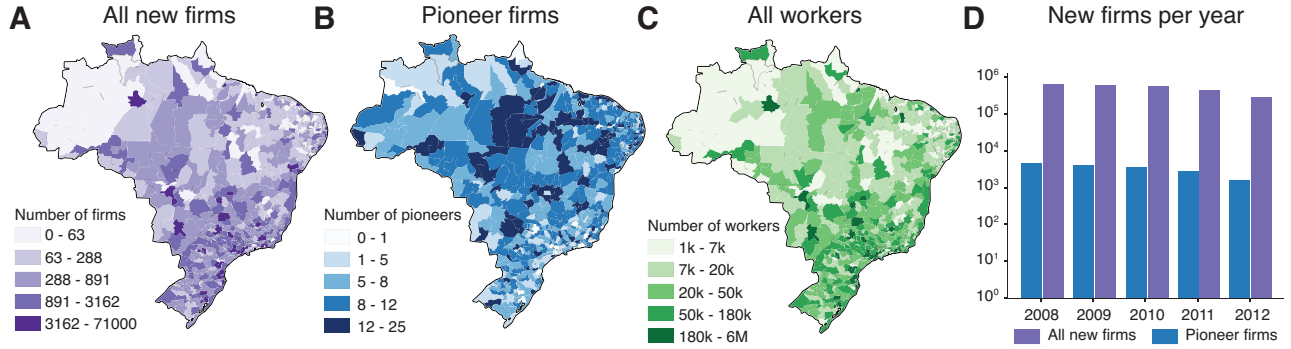 A All new firms
Number of firms
0 - 63
63 - 288
288 - 891
891 - 3162
3162 - 71000
B Pioneer firms
Number of pioneers
0 - 1
1 - 5
5 - 8
8 - 12
12 - 25
C All workers
Number of workers
1k - 7k
7k - 20k
20k - 50k
50k - 180k
180k - 6M
D New firms per year
10⁶
10⁵
10⁴
10³
10²
10¹
10⁰
2008 2009 2010 2011 2012
All new firms Pioneer firms